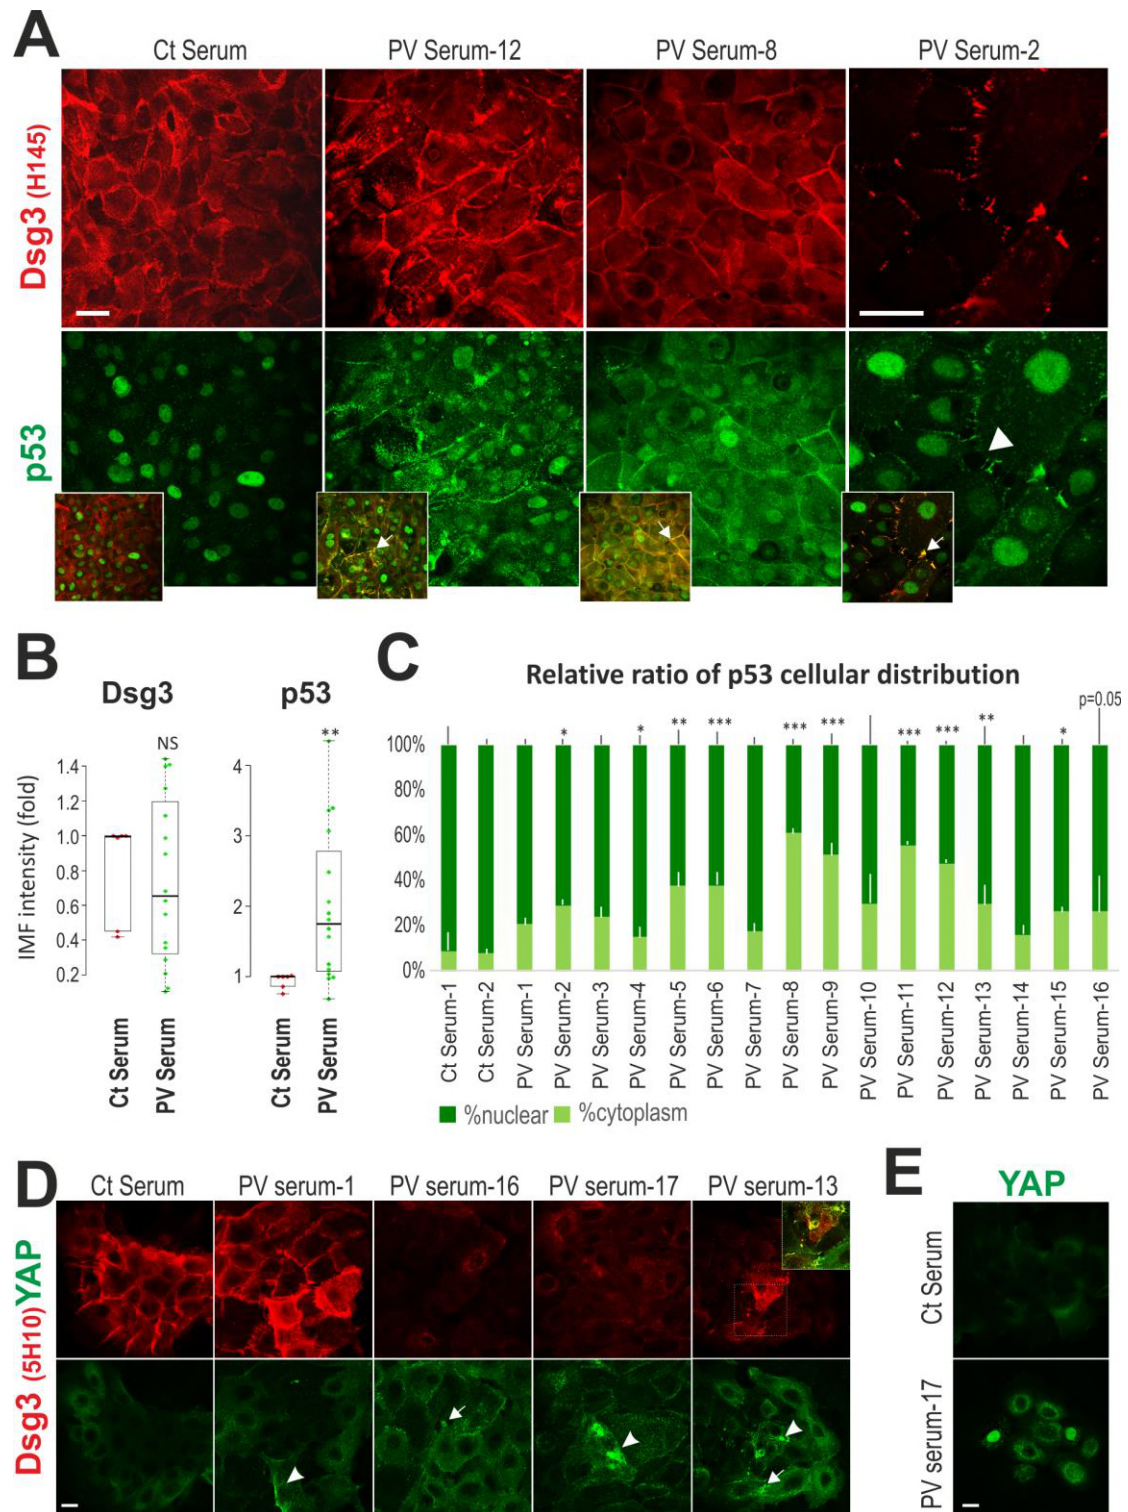 A
Ct Serum PV Serum-12 PV Serum-8 PV Serum-2
Dsg3 (H145)
p53
B
Dsg3 p53
NS
**
IMF intensity (fold)
1.4
1.2
1.0
0.8
0.6
0.4
0.2
4
3
2
1
Ct Serum
PV Serum
Ct Serum
PV Serum
C
Relative ratio of p53 cellular distribution
* * ** *** *** *** *** *** ** * p=0.05
100%
80%
60%
40%
20%
0%
Ct Serum-1
Ct Serum-2
PV Serum-1
PV Serum-2
PV Serum-3
PV Serum-4
PV Serum-5
PV Serum-6
PV Serum-7
PV Serum-8
PV Serum-9
PV Serum-10
PV Serum-11
PV Serum-12
PV Serum-13
PV Serum-14
PV Serum-15
PV Serum-16
%nuclear %cytoplasm
D
Ct Serum PV serum-1 PV serum-16 PV serum-17 PV serum-13
Dsg3 (5H10) YAP
E
YAP
Ct Serum
PV serum-17